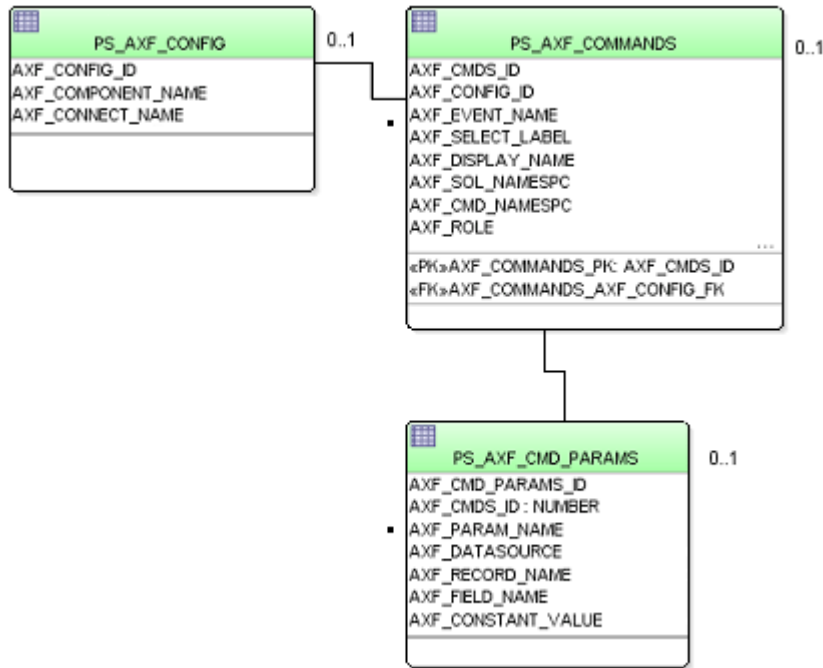 PS_AXF_CONFIG
AXF_CONFIG_ID
AXF_COMPONENT_NAME
AXF_CONNECT_NAME
0..1
PS_AXF_COMMANDS
AXF_CMDS_ID
AXF_CONFIG_ID
AXF_EVENT_NAME
AXF_SELECT_LABEL
AXF_DISPLAY_NAME
AXF_SOL_NAMESPC
AXF_CMD_NAMESPC
AXF_ROLE
...
«PK»AXF_COMMANDS_PK: AXF_CMDS_ID
«FK»AXF_COMMANDS_AXF_CONFIG_FK
0..1
PS_AXF_CMD_PARAMS
AXF_CMD_PARAMS_ID
AXF_CMDS_ID : NUMBER
AXF_PARAM_NAME
AXF_DATASOURCE
AXF_RECORD_NAME
AXF_FIELD_NAME
AXF_CONSTANT_VALUE
0..1